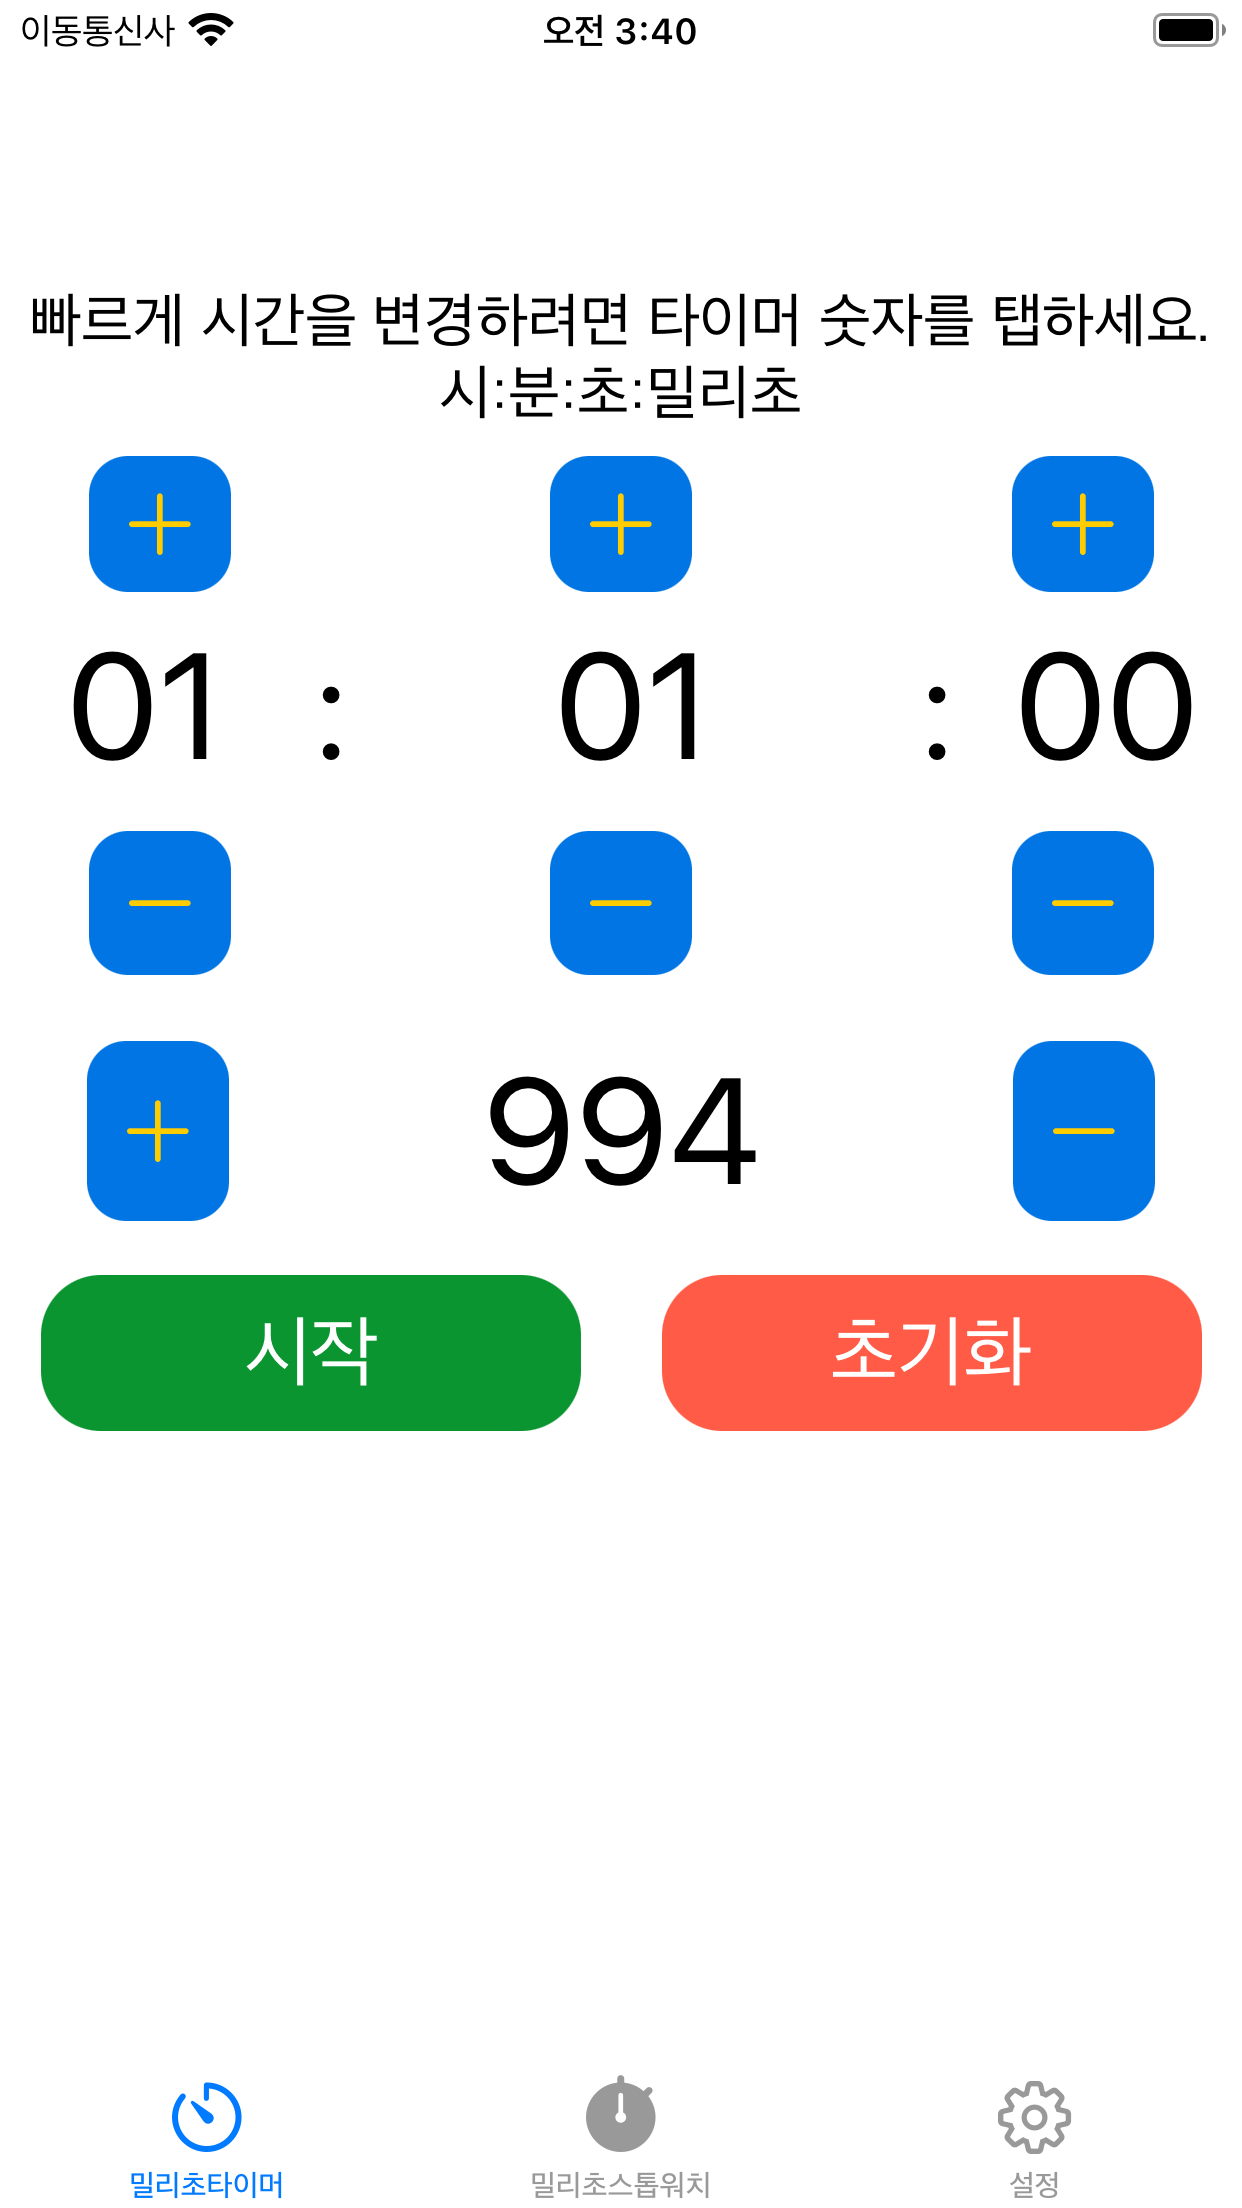 이동통신사 오전 3:40
빠르게 시간을 변경하려면 타이머 숫자를 탭하세요.
시:분:초:밀리초
01 : 01 : 00
994
시작 초기화
밀리초타이머 밀리초스톱워치 설정